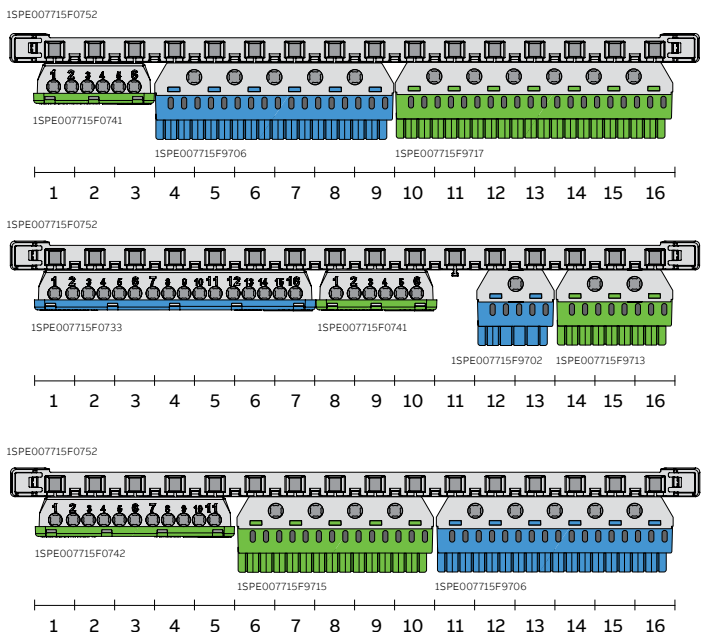 1SPE007715F0752
1 2 3 4 5 6
1SPE007715F0741
1SPE007715F9706
1SPE007715F9717
1 2 3 4 5 6 7 8 9 10 11 12 13 14 15 16
1SPE007715F0752
1 2 3 4 5 6 7 8 9 10 11 12 13 14 15 16
1 2 3 4 5 6
1SPE007715F0733
1SPE007715F0741
1SPE007715F9702
1SPE007715F9713
1 2 3 4 5 6 7 8 9 10 11 12 13 14 15 16
1SPE007715F0752
1 2 3 4 5 6 7 8 9 10 11
1SPE007715F0742
1SPE007715F9715
1SPE007715F9706
1 2 3 4 5 6 7 8 9 10 11 12 13 14 15 16